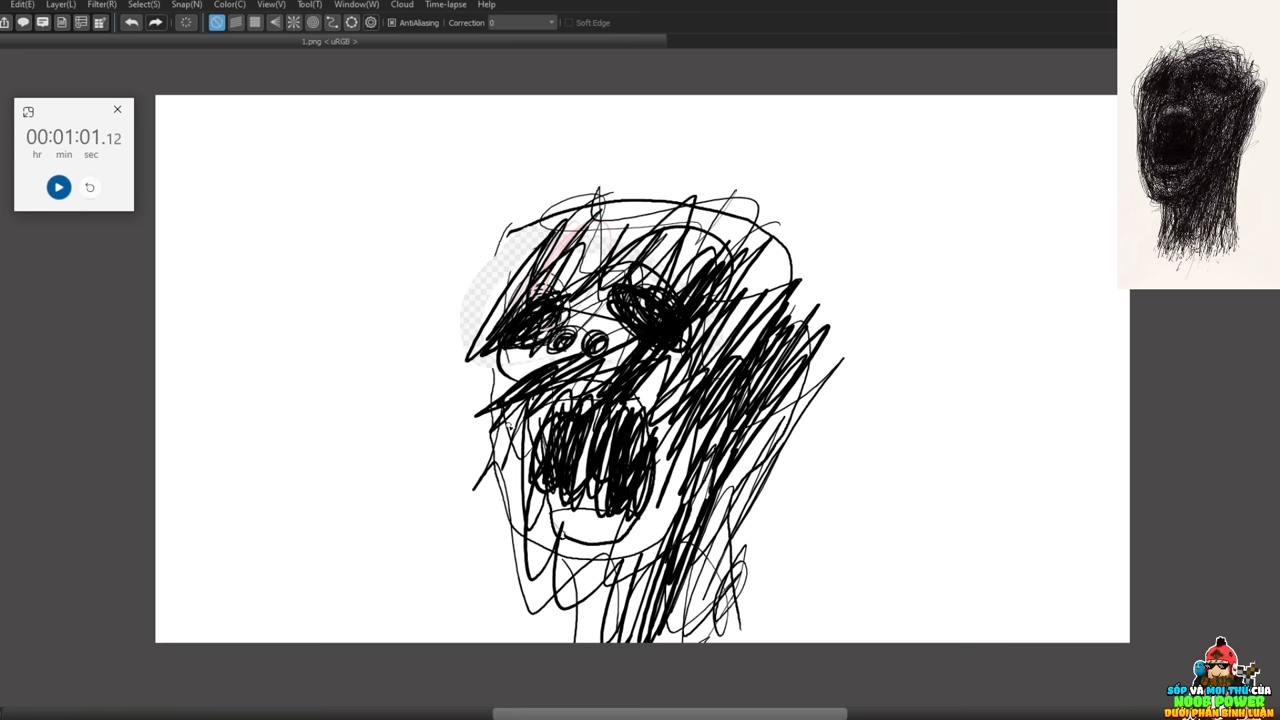 Edit(E) Layer(L) Filter(R) Select(S) Snap(N) Color(C) View(V) Tool(T) Window(W) Cloud Time-lapse Help
AntiAliasing Correction 0 Soft Edge
1.png < uRGB >
00:01:01.12
hr min sec
SỐP VÀ MỌI THỨ CỦA
NOOB POWER
DƯỚI PHẦN BÌNH LUẬN